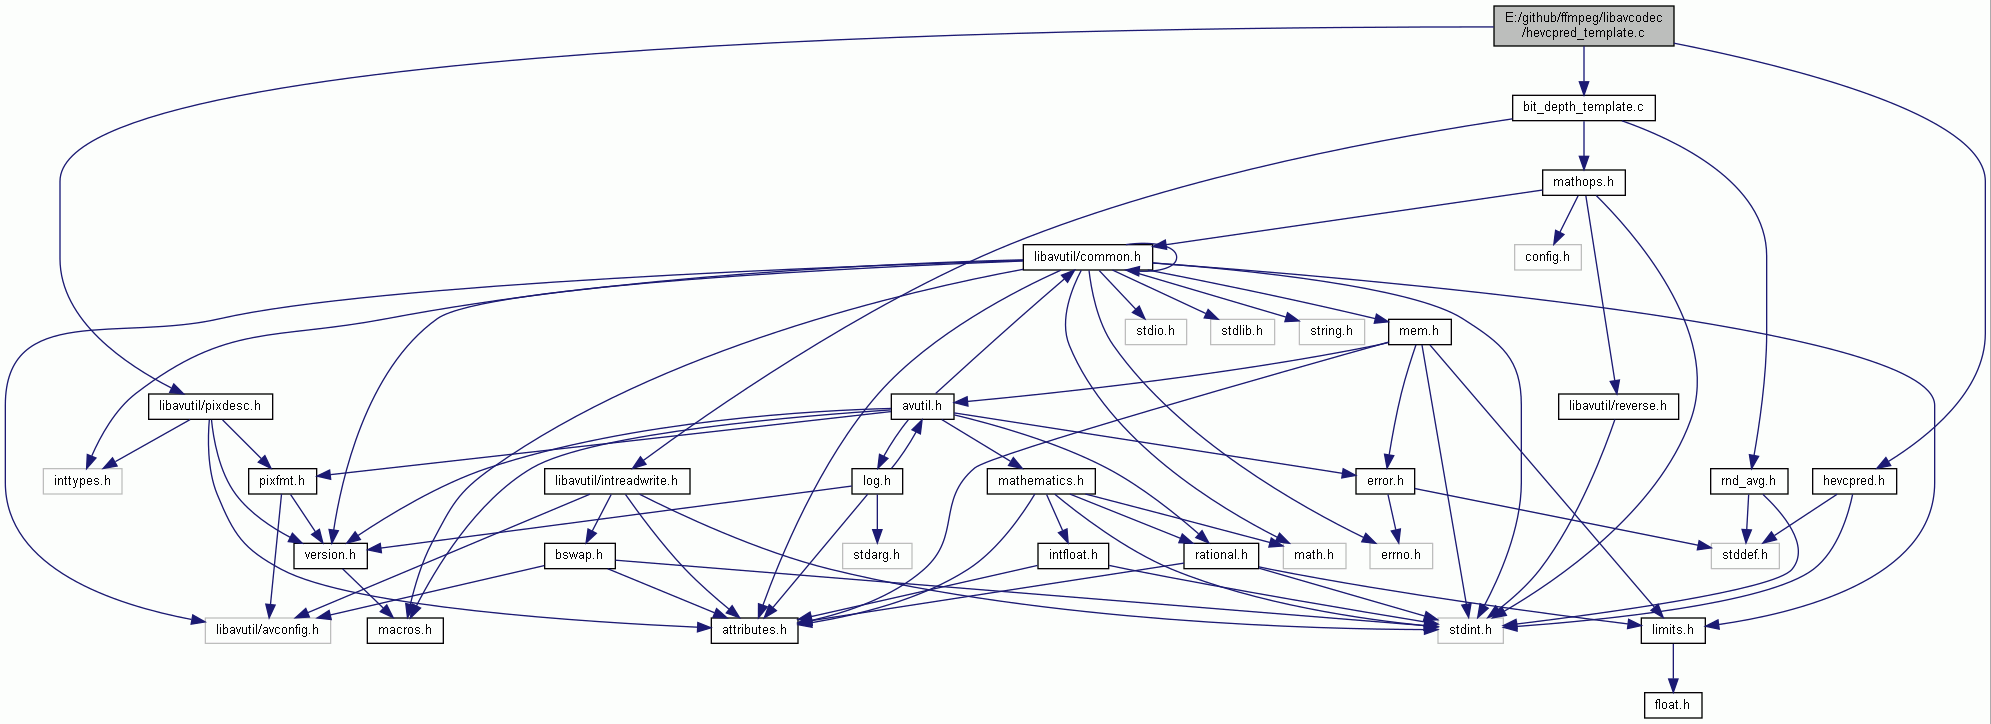 E:/github/ffmpeg/libavcodec
/hevcpred_template.c
bit_depth_template.c
mathops.h
libavutil/common.h
config.h
stdio.h
stdlib.h
string.h
mem.h
libavutil/pixdesc.h
avutil.h
libavutil/reverse.h
inttypes.h
pixfmt.h
libavutil/intreadwrite.h
log.h
mathematics.h
error.h
rnd_avg.h
hevcpred.h
version.h
bswap.h
stdarg.h
intfloat.h
rational.h
math.h
errno.h
stddef.h
libavutil/avconfig.h
macros.h
attributes.h
stdint.h
limits.h
float.h